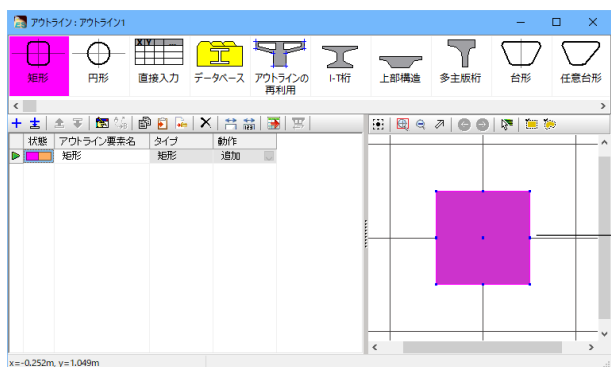 アウトライン : アウトライン1
矩形
円形
X Y ...
直接入力
データベース
アウトラインの
再利用
I-T桁
上部構造
多主版桁
台形
任意台形
状態 アウトライン要素名 タイプ 動作
矩形 矩形 追加
x=-0.252m, y=1.049m